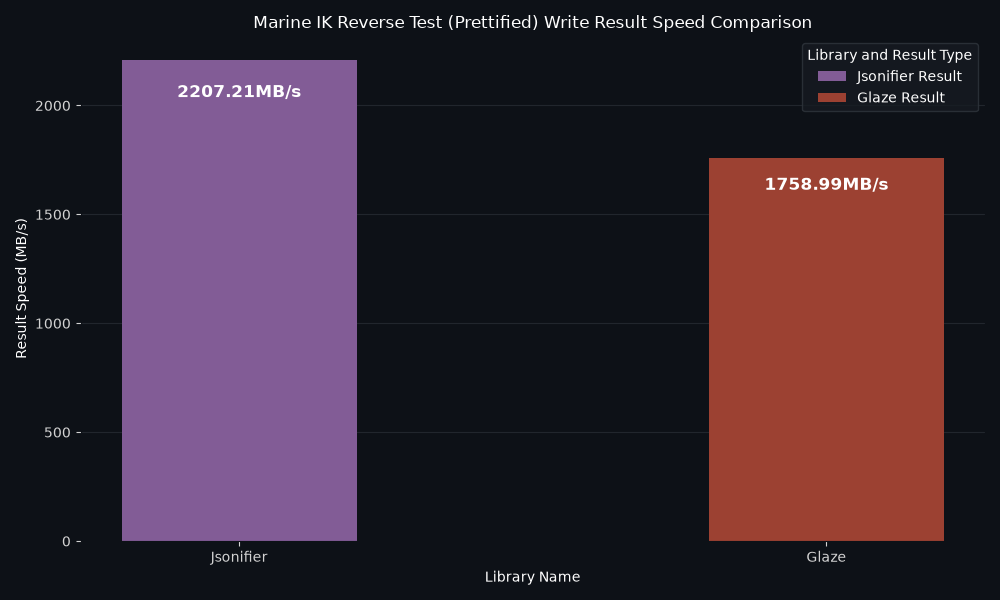 Marine IK Reverse Test (Prettified) Write Result Speed Comparison
Library and Result Type
Jsonifier Result
Glaze Result
2207.21MB/s
1758.99MB/s
Result Speed (MB/s)
2000
1500
1000
500
0
Jsonifier
Glaze
Library Name